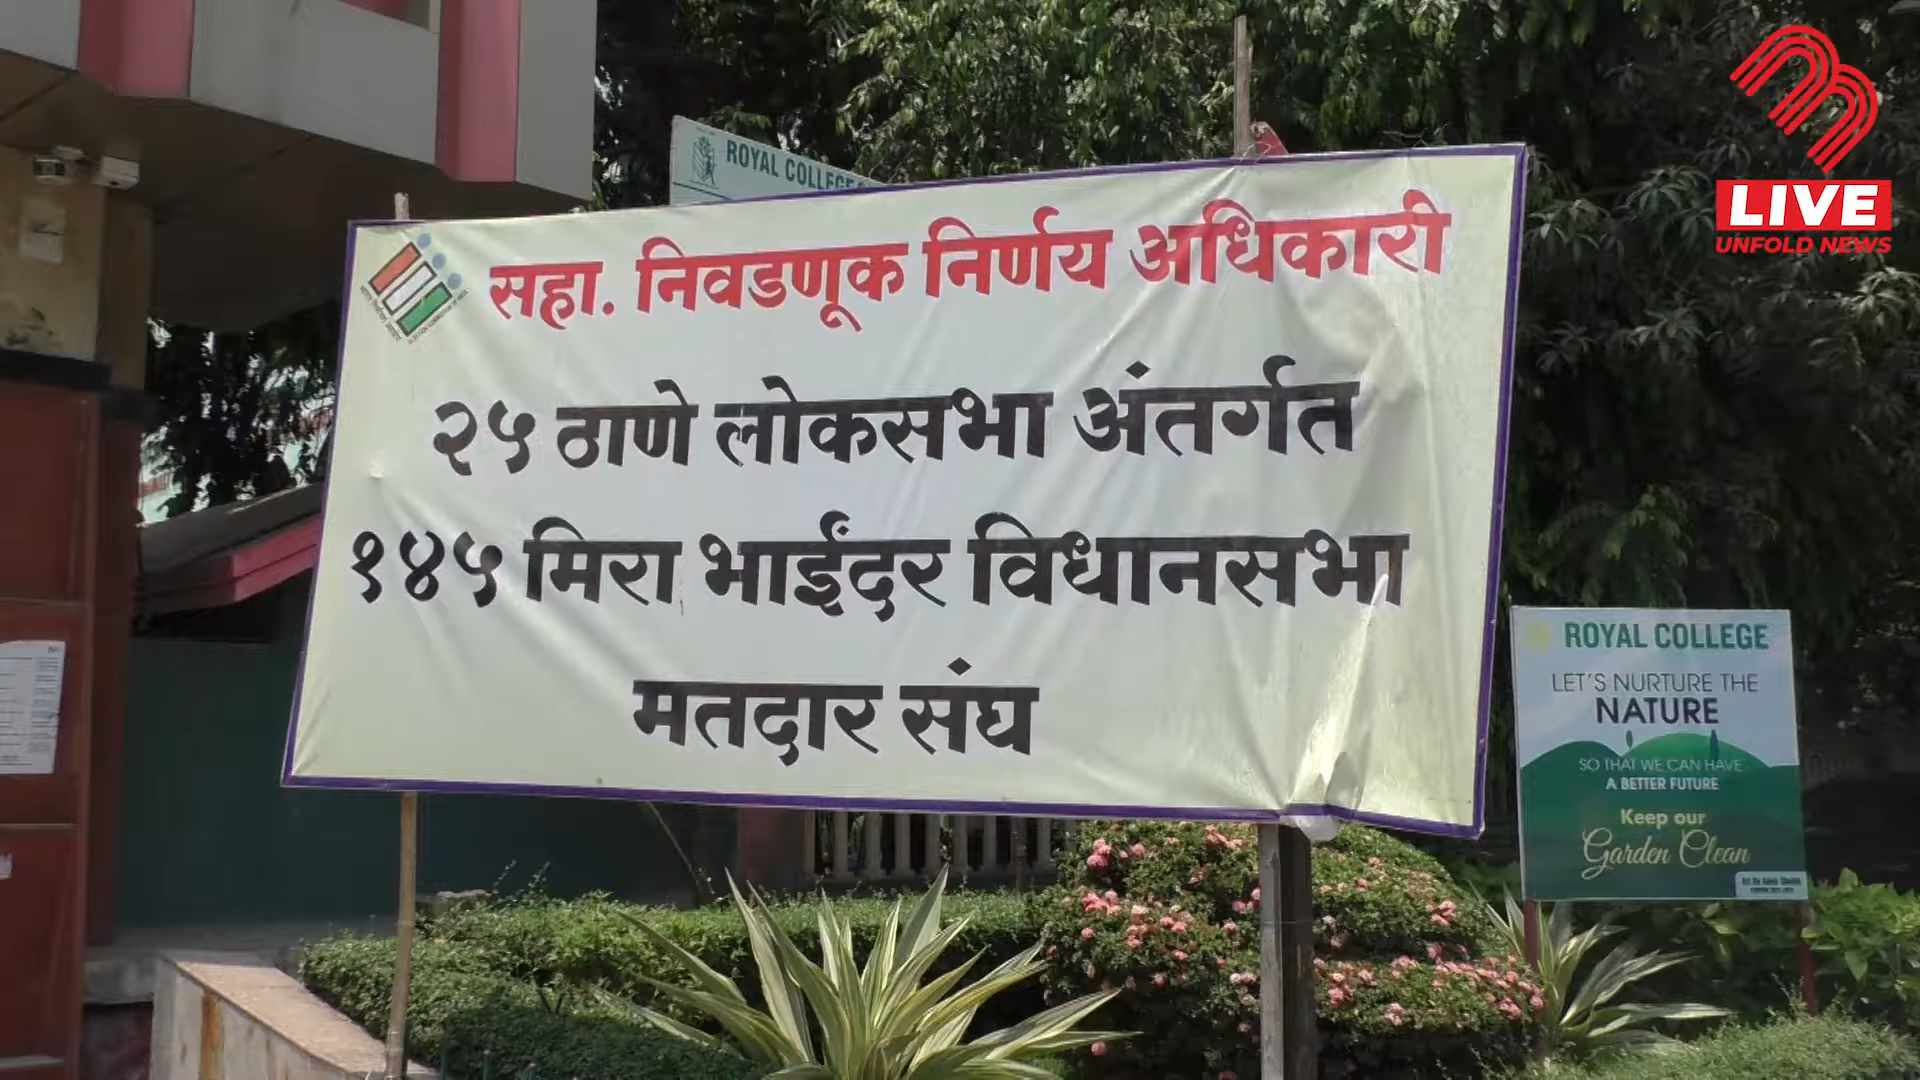 LIVE
UNFOLD NEWS
ROYAL COLLEGE
सहा. निवडणूक निर्णय अधिकारी
२५ ठाणे लोकसभा अंतर्गत
१४५ मिरा भाईंदर विधानसभा
मतदार संघ
ROYAL COLLEGE
LET'S NURTURE THE
NATURE
SO THAT WE CAN HAVE
A BETTER FUTURE
Keep our
Garden Clean